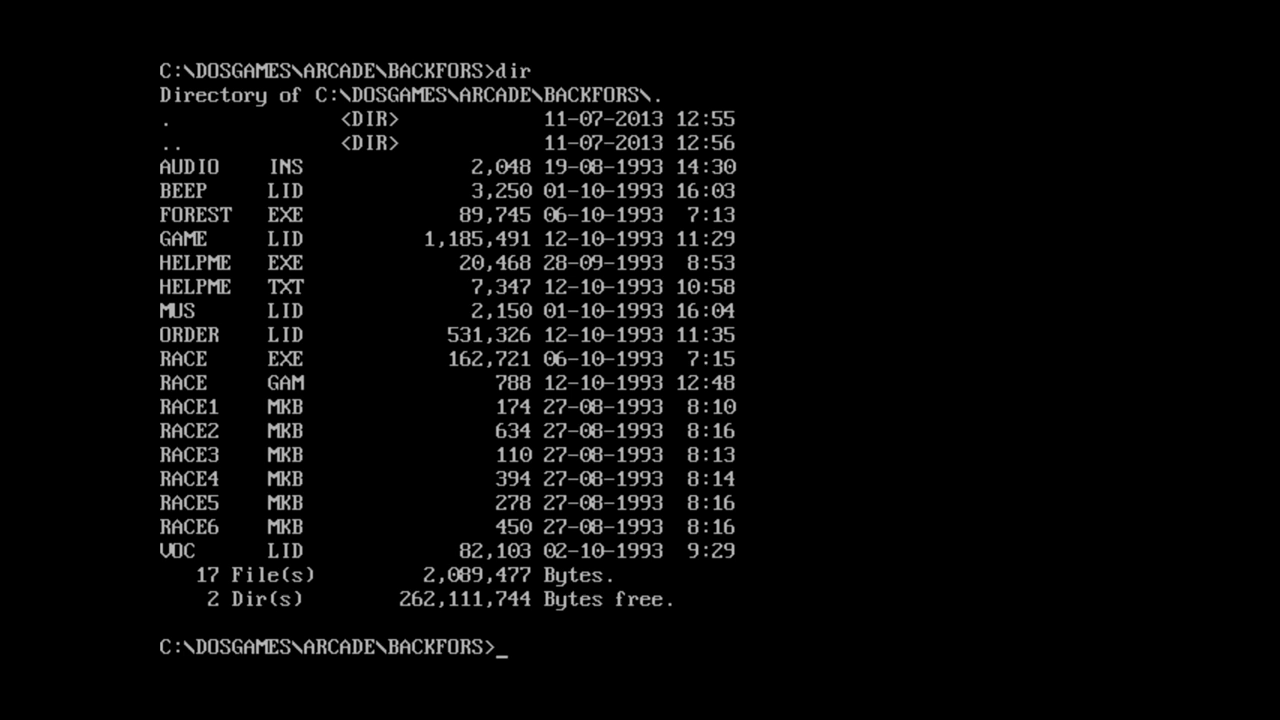 C:\DOSGAMES\ARCADE\BACKFORS>dir
Directory of C:\DOSGAMES\ARCADE\BACKFORS\.
. <DIR> 11-07-2013 12:55
.. <DIR> 11-07-2013 12:56
AUDIO INS 2,048 19-08-1993 14:30
BEEP LID 3,250 01-10-1993 16:03
FOREST EXE 89,745 06-10-1993 7:13
GAME LID 1,185,491 12-10-1993 11:29
HELPME EXE 20,468 28-09-1993 8:53
HELPME TXT 7,347 12-10-1993 10:58
MUS LID 2,150 01-10-1993 16:04
ORDER LID 531,326 12-10-1993 11:35
RACE EXE 162,721 06-10-1993 7:15
RACE GAM 788 12-10-1993 12:48
RACE1 MKB 174 27-08-1993 8:10
RACE2 MKB 634 27-08-1993 8:16
RACE3 MKB 110 27-08-1993 8:13
RACE4 MKB 394 27-08-1993 8:14
RACE5 MKB 278 27-08-1993 8:16
RACE6 MKB 450 27-08-1993 8:16
VOC LID 82,103 02-10-1993 9:29
17 File(s) 2,089,477 Bytes.
2 Dir(s) 262,111,744 Bytes free.
C:\DOSGAMES\ARCADE\BACKFORS>_